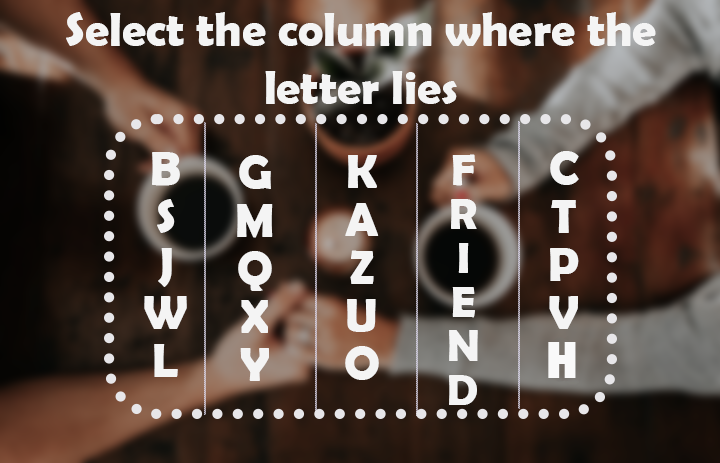 Select the column where the
letter lies
B G K F C
S M A R T
J Q Z I P
W X U E V
L Y O N H
D